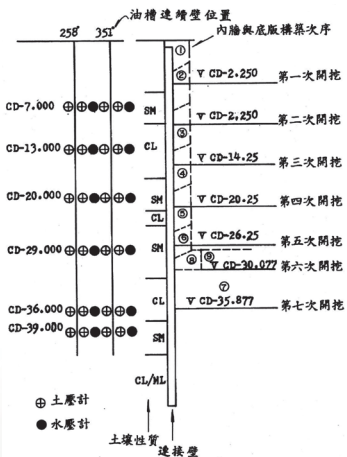 油槽連續壁位置
258° 351°
內牆與底版構築次序
①
② ▽ CD-2.250 第一次開挖
CD-7.000 SM ▽ CD-2,250 第二次開挖
CD-13.000 CL ③ ▽ CD-14.25 第三次開挖
④
CD-20.000 SM ▽ CD-20.25 第四次開挖
CL ⑤
SM ⑥ ▽ CD-26.25 第五次開挖
CD-29.000 ⑧ ⑨ ▽ CD-30.077 第六次開挖
⑦
CD-36.000 CL ▽ CD-35.877 第七次開挖
CD-39.000 SM
CL/ML
⊕ 土壓計
● 水壓計
土壤性質
連接壁